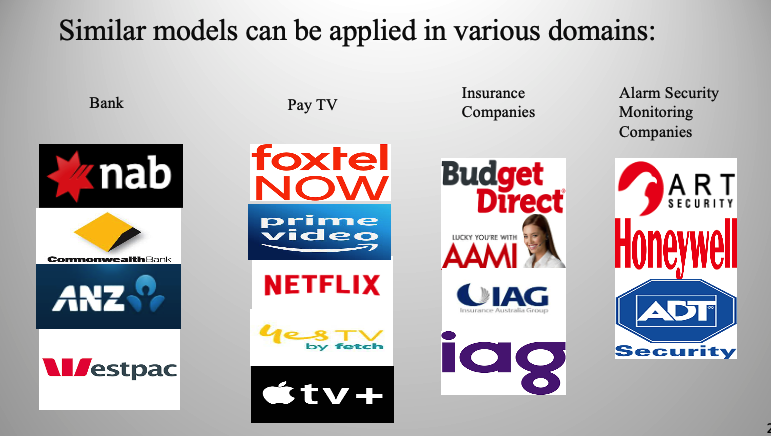 Similar models can be applied in various domains:
Bank
nab
CommonwealthBank
ANZ
Westpac
Pay TV
foxtel
NOW
prime
video
NETFLIX
yes TV
by fetch
tv+
Insurance
Companies
Budget
Direct
LUCKY YOU'RE WITH
AAMI
IAG
Insurance Australia Group
iag
Alarm Security
Monitoring
Companies
ART
SECURITY
Honeywell
ADT
Security
2